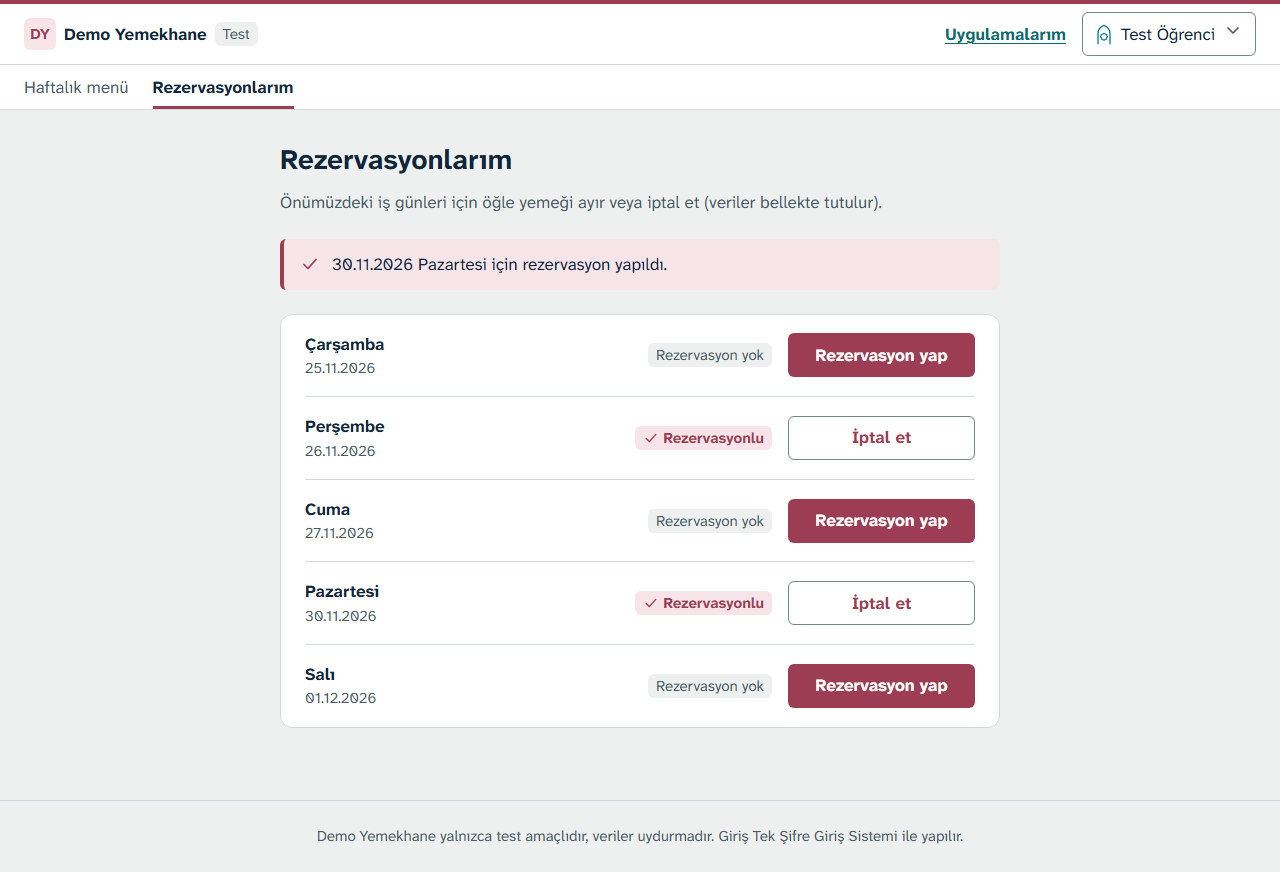 DY Demo Yemekhane Test Uygulamalarım Test Öğrenci
Haftalık menü Rezervasyonlarım
Rezervasyonlarım
Önümüzdeki iş günleri için öğle yemeği ayır veya iptal et (veriler bellekte tutulur).
30.11.2026 Pazartesi için rezervasyon yapıldı.
Çarşamba
25.11.2026
Rezervasyon yok Rezervasyon yap
Perşembe
26.11.2026
Rezervasyonlu İptal et
Cuma
27.11.2026
Rezervasyon yok Rezervasyon yap
Pazartesi
30.11.2026
Rezervasyonlu İptal et
Salı
01.12.2026
Rezervasyon yok Rezervasyon yap
Demo Yemekhane yalnızca test amaçlıdır, veriler uydurmadır. Giriş Tek Şifre Giriş Sistemi ile yapılır.